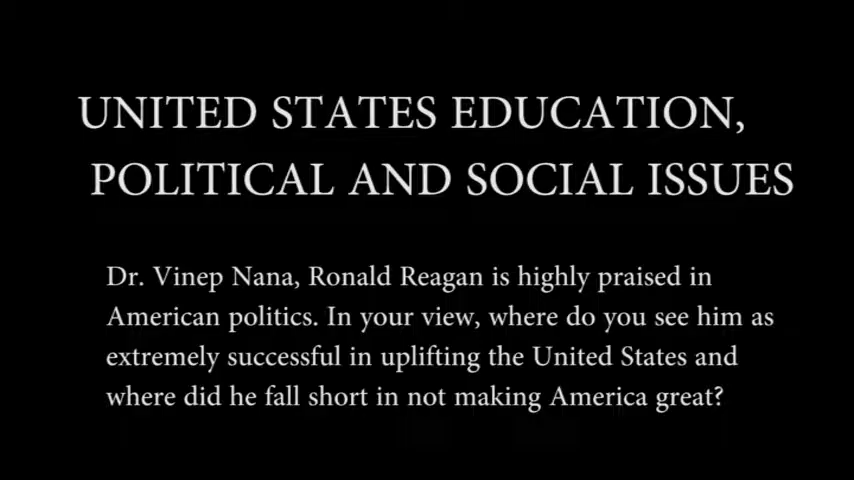 UNITED STATES EDUCATION,
POLITICAL AND SOCIAL ISSUES
Dr. Vinep Nana, Ronald Reagan is highly praised in
American politics. In your view, where do you see him as
extremely successful in uplifting the United States and
where did he fall short in not making America great?